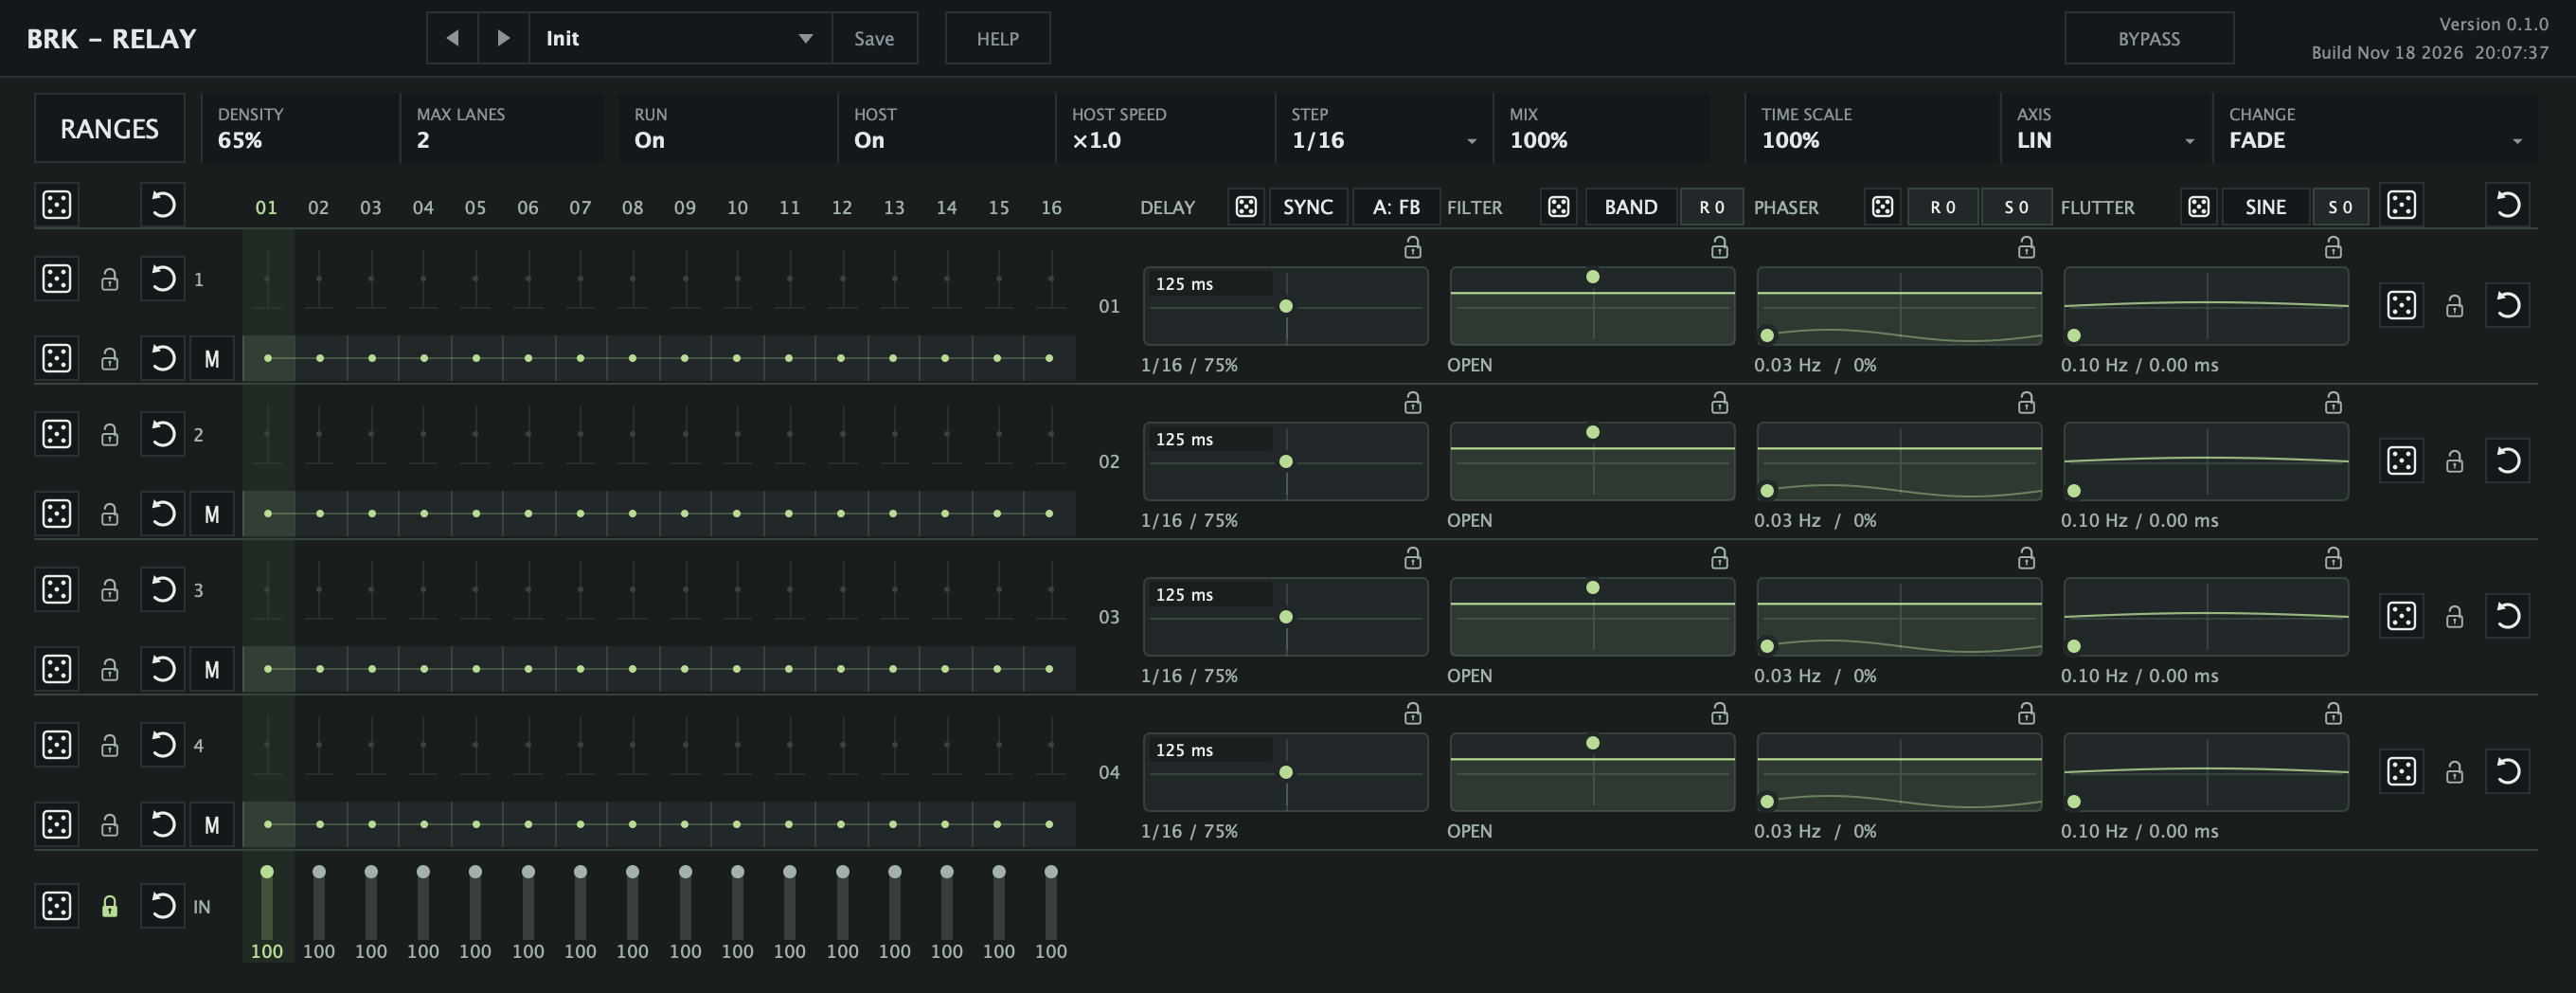 BRK – RELAY
Init
Save
HELP
BYPASS
Version 0.1.0
Build Nov 18 2026 20:07:37
RANGES
DENSITY
65%
MAX LANES
2
RUN
On
HOST
On
HOST SPEED
×1.0
STEP
1/16
MIX
100%
TIME SCALE
100%
AXIS
LIN
CHANGE
FADE
01 02 03 04 05 06 07 08 09 10 11 12 13 14 15 16
DELAY SYNC A: FB FILTER BAND R 0 PHASER R 0 S 0 FLUTTER SINE S 0
1
M
01
125 ms
1/16 / 75%
OPEN
0.03 Hz / 0%
0.10 Hz / 0.00 ms
2
M
02
125 ms
1/16 / 75%
OPEN
0.03 Hz / 0%
0.10 Hz / 0.00 ms
3
M
03
125 ms
1/16 / 75%
OPEN
0.03 Hz / 0%
0.10 Hz / 0.00 ms
4
M
04
125 ms
1/16 / 75%
OPEN
0.03 Hz / 0%
0.10 Hz / 0.00 ms
IN
100 100 100 100 100 100 100 100 100 100 100 100 100 100 100 100